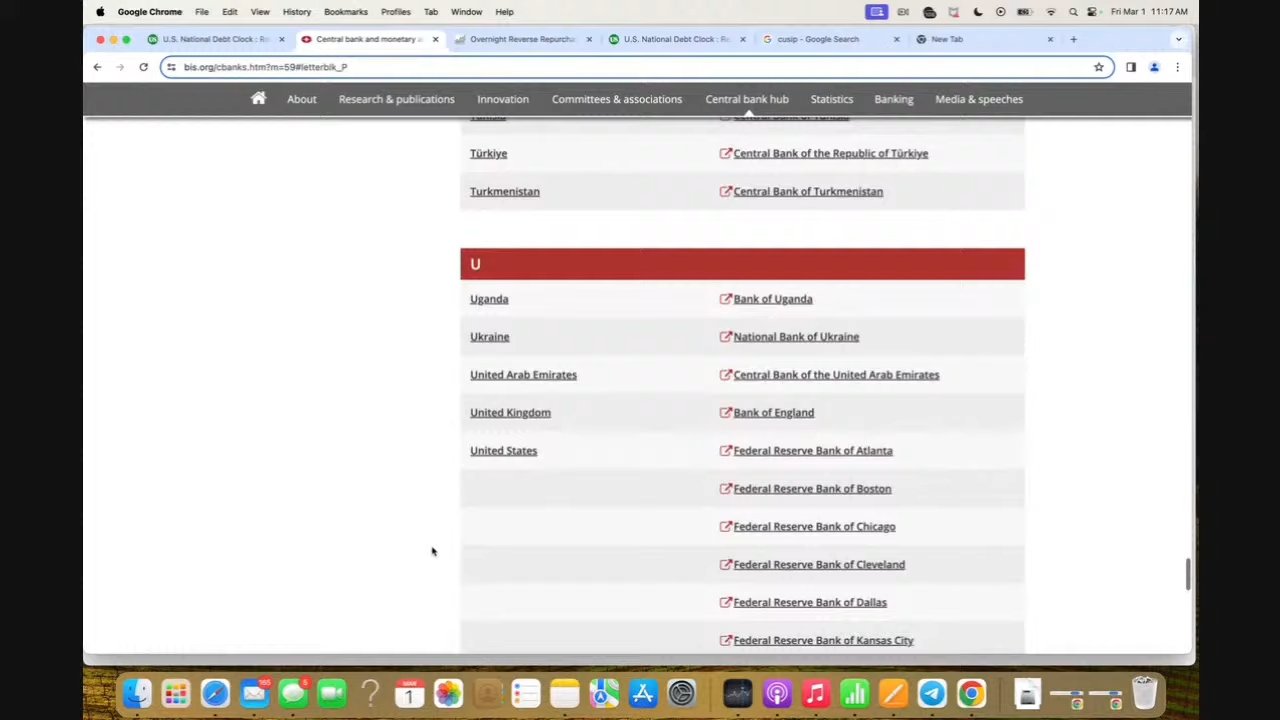 Google Chrome File Edit View History Bookmarks Profiles Tab Window Help Fri Mar 1 11:17 AM
U.S. National Debt Clock : Re Central bank and monetary a Overnight Reverse Repurcha U.S. National Debt Clock : Re cusip - Google Search New Tab
bis.org/cbanks.htm?m=59#letterblk_P
About Research & publications Innovation Committees & associations Central bank hub Statistics Banking Media & speeches
Türkiye Central Bank of the Republic of Türkiye
Turkmenistan Central Bank of Turkmenistan
U
Uganda Bank of Uganda
Ukraine National Bank of Ukraine
United Arab Emirates Central Bank of the United Arab Emirates
United Kingdom Bank of England
United States Federal Reserve Bank of Atlanta
Federal Reserve Bank of Boston
Federal Reserve Bank of Chicago
Federal Reserve Bank of Cleveland
Federal Reserve Bank of Dallas
Federal Reserve Bank of Kansas City
MAR
1